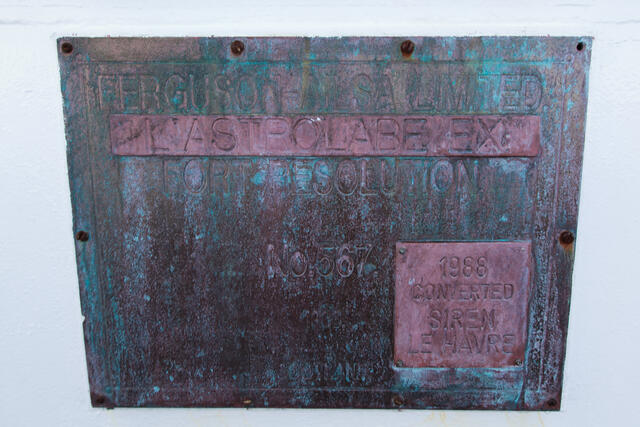 FERGUSON-AILSA LIMITED
L'ASTROLABE EX:
FORT RESOLUTION
No. 567
1988
CONVERTED
SIREN
LE HAVRE